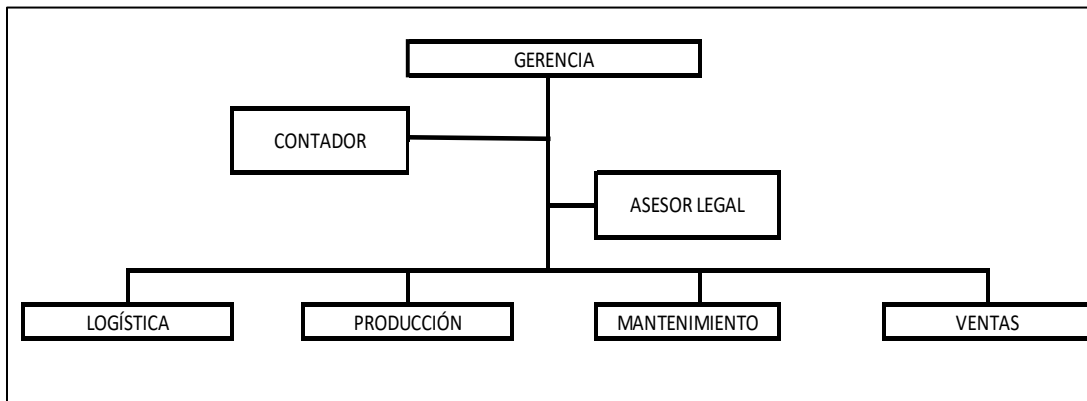 GERENCIA
CONTADOR
ASESOR LEGAL
LOGÍSTICA
PRODUCCIÓN
MANTENIMIENTO
VENTAS